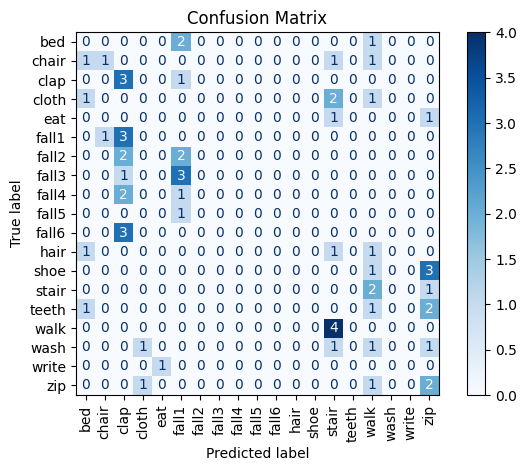 Confusion Matrix
bed 0 0 0 0 0 2 0 0 0 0 0 0 0 0 0 1 0 0 0
chair 1 1 0 0 0 0 0 0 0 0 0 0 0 1 0 1 0 0 0
clap 0 0 3 0 0 1 0 0 0 0 0 0 0 0 0 0 0 0 0
cloth 1 0 0 0 0 0 0 0 0 0 0 0 0 2 0 1 0 0 0
eat 0 0 0 0 0 0 0 0 0 0 0 0 0 1 0 0 0 0 1
fall1 0 1 3 0 0 0 0 0 0 0 0 0 0 0 0 0 0 0 0
fall2 0 0 2 0 0 2 0 0 0 0 0 0 0 0 0 0 0 0 0
fall3 0 0 1 0 0 3 0 0 0 0 0 0 0 0 0 0 0 0 0
fall4 0 0 2 0 0 1 0 0 0 0 0 0 0 0 0 0 0 0 0
fall5 0 0 0 0 0 1 0 0 0 0 0 0 0 0 0 0 0 0 0
fall6 0 0 3 0 0 0 0 0 0 0 0 0 0 0 0 0 0 0 0
hair 1 0 0 0 0 0 0 0 0 0 0 0 0 1 0 1 0 0 0
shoe 0 0 0 0 0 0 0 0 0 0 0 0 0 0 0 1 0 0 3
stair 0 0 0 0 0 0 0 0 0 0 0 0 0 0 0 2 0 0 1
teeth 1 0 0 0 0 0 0 0 0 0 0 0 0 0 0 1 0 0 2
walk 0 0 0 0 0 0 0 0 0 0 0 0 0 4 0 0 0 0 0
wash 0 0 0 1 0 0 0 0 0 0 0 0 0 1 0 1 0 0 1
write 0 0 0 0 1 0 0 0 0 0 0 0 0 0 0 0 0 0 0
zip 0 0 0 1 0 0 0 0 0 0 0 0 0 0 0 1 0 0 2
True label
bed chair clap cloth eat fall1 fall2 fall3 fall4 fall5 fall6 hair shoe stair teeth walk wash write zip
Predicted label
4.0
3.5
3.0
2.5
2.0
1.5
1.0
0.5
0.0